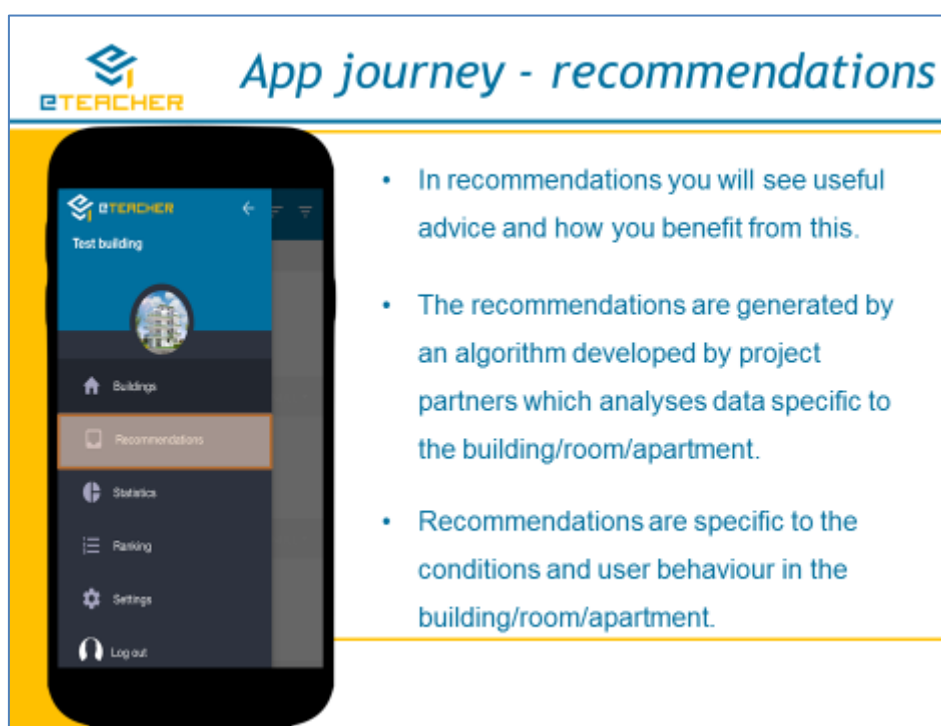 eTEACHER
App journey - recommendations
eTEACHER
Test building
Buildings
Recommendations
Statistics
Ranking
Settings
Log out
• In recommendations you will see useful
advice and how you benefit from this.
• The recommendations are generated by
an algorithm developed by project
partners which analyses data specific to
the building/room/apartment.
• Recommendations are specific to the
conditions and user behaviour in the
building/room/apartment.